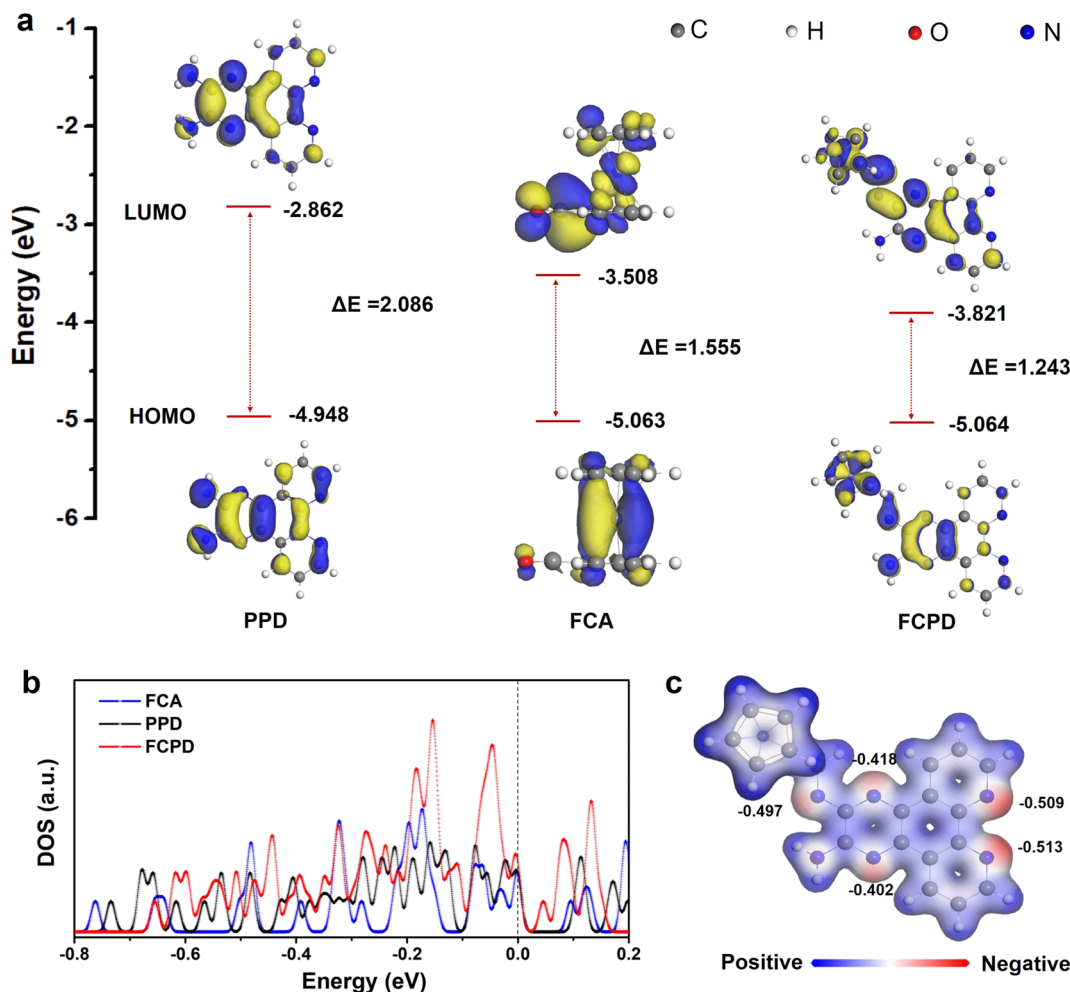 a
C H O N
Energy (eV)
-1
-2
-3
-4
-5
-6
LUMO
-2.862
ΔE =2.086
HOMO
-4.948
PPD
-3.508
ΔE =1.555
-5.063
FCA
-3.821
ΔE =1.243
-5.064
FCPD
b
FCA
PPD
FCPD
DOS (a.u.)
-0.8 -0.6 -0.4 -0.2 0.0 0.2
Energy (eV)
c
-0.418
-0.497
-0.509
-0.513
-0.402
Positive Negative